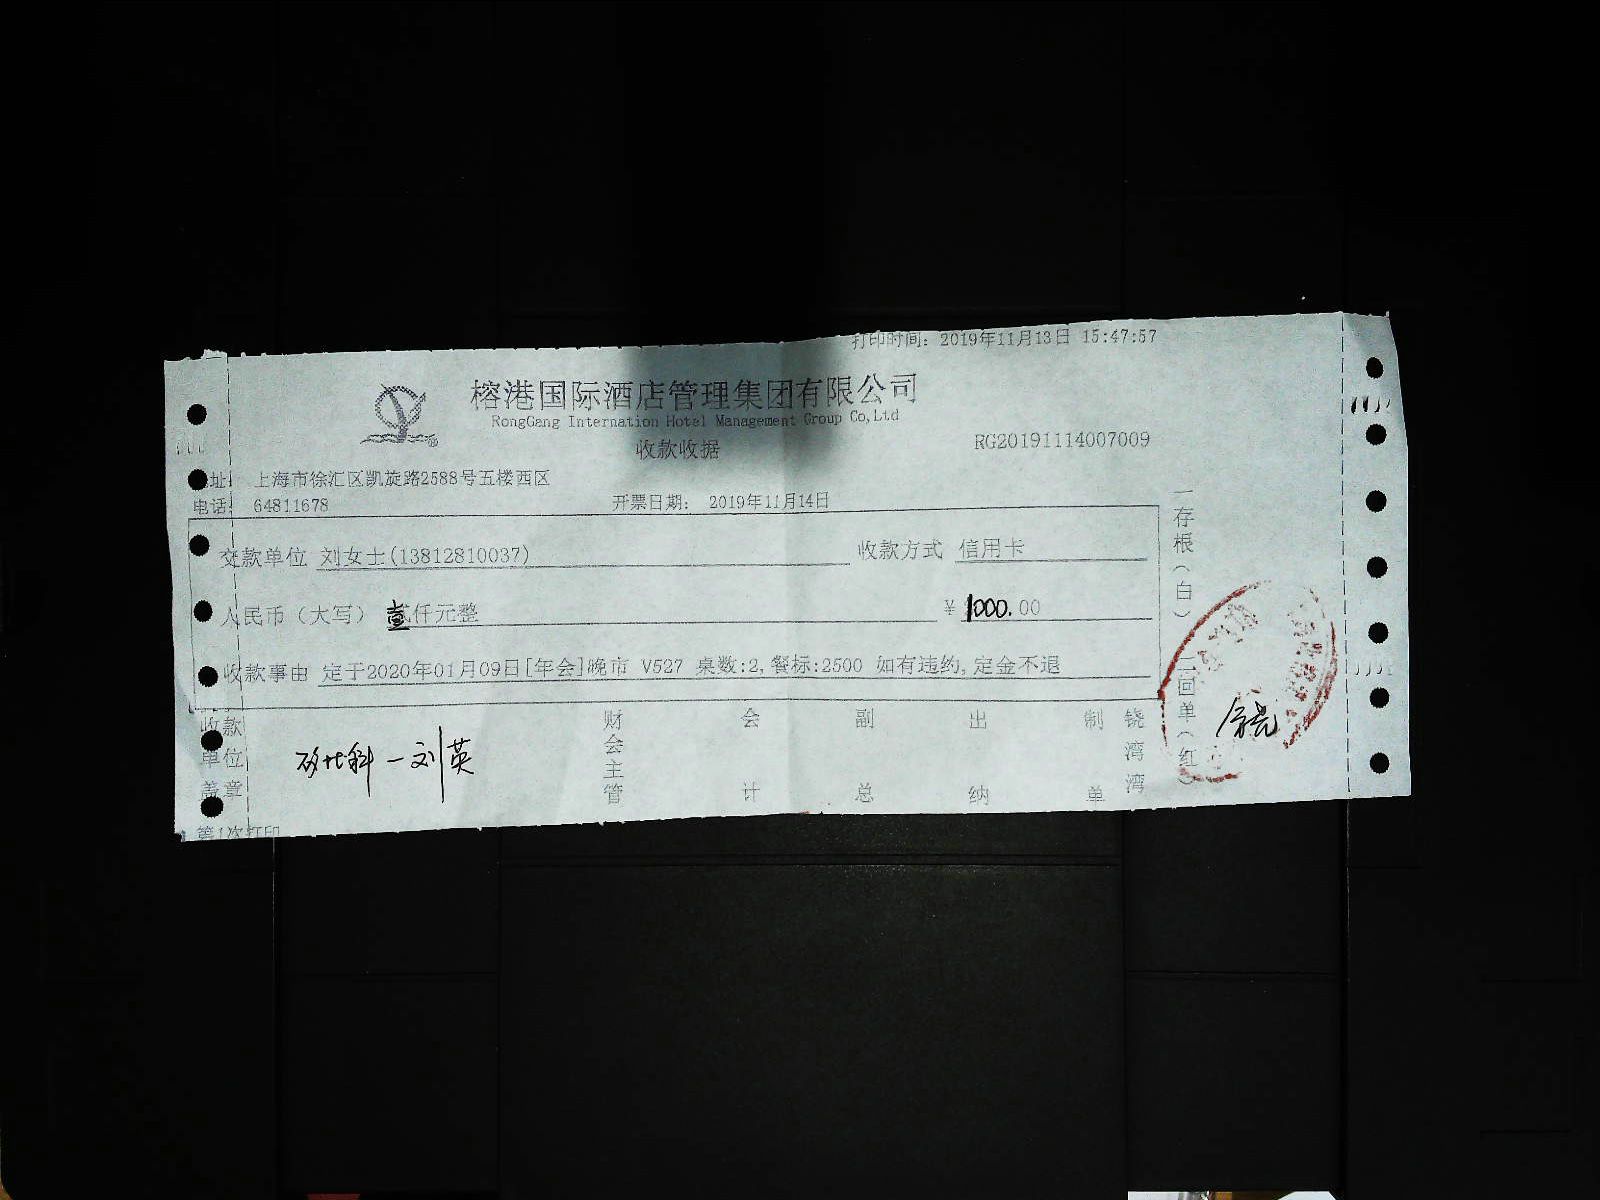 打印时间: 2019年11月13日 15:47:57
榕港国际酒店管理集团有限公司
RongGang Internation Hotel Management Group Co,Ltd
收款收据
RG20191114007009
地址: 上海市徐汇区凯旋路2588号五楼西区
电话: 64811678
开票日期: 2019年11月14日
交款单位 刘女士(13812810037)
收款方式 信用卡
人民币(大写) 壹仟元整
¥ 1000.00
收款事由 定于2020年01月09日[年会]晚市 V527 桌数:2,餐标:2500 如有违约,定金不退
收款单位盖章
矽比科一刘英
财会主管
会计
副总
出纳
制单
饶湾湾
一存根(白)
二回单(红)
第1次打印